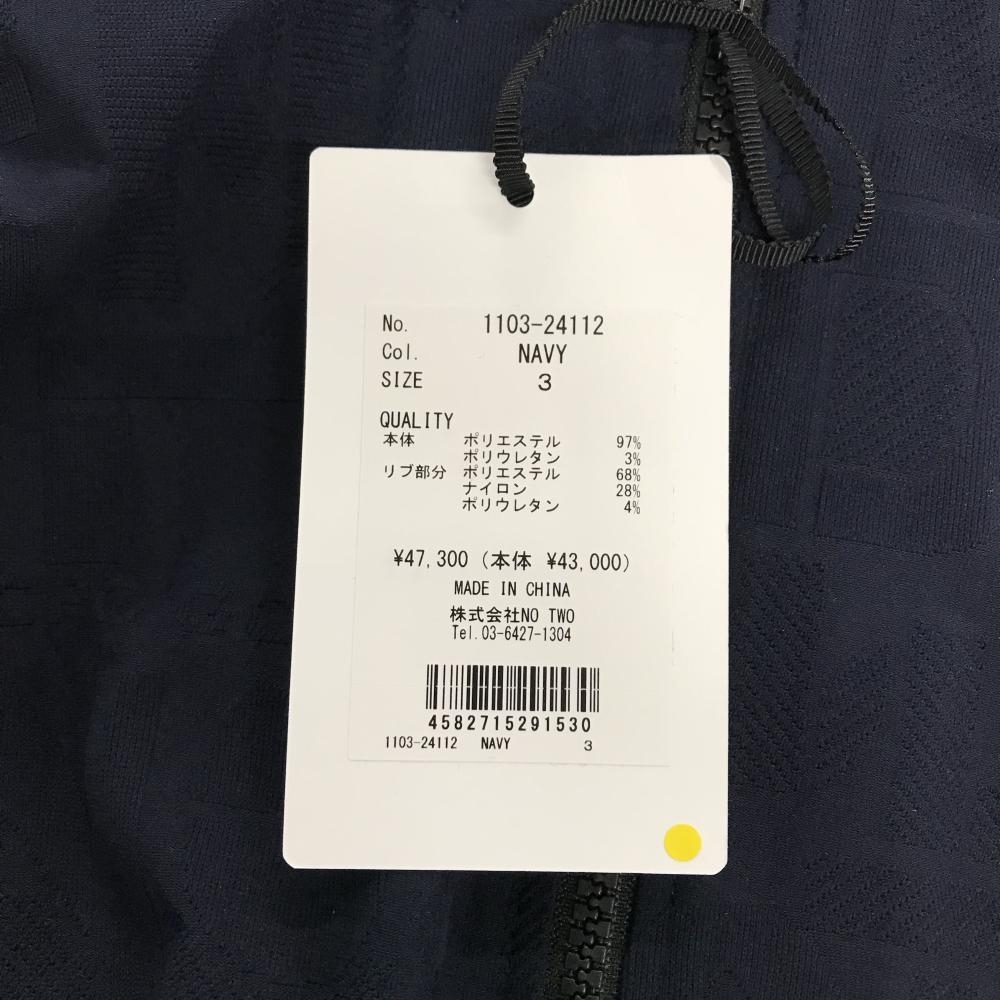 No. 1103-24112
Col. NAVY
SIZE 3
QUALITY
本体 ポリエステル 97%
ポリウレタン 3%
リブ部分 ポリエステル 68%
ナイロン 28%
ポリウレタン 4%
¥47,300 (本体 ¥43,000)
MADE IN CHINA
株式会社NO TWO
Tel.03-6427-1304
4582715291530
1103-24112 NAVY 3